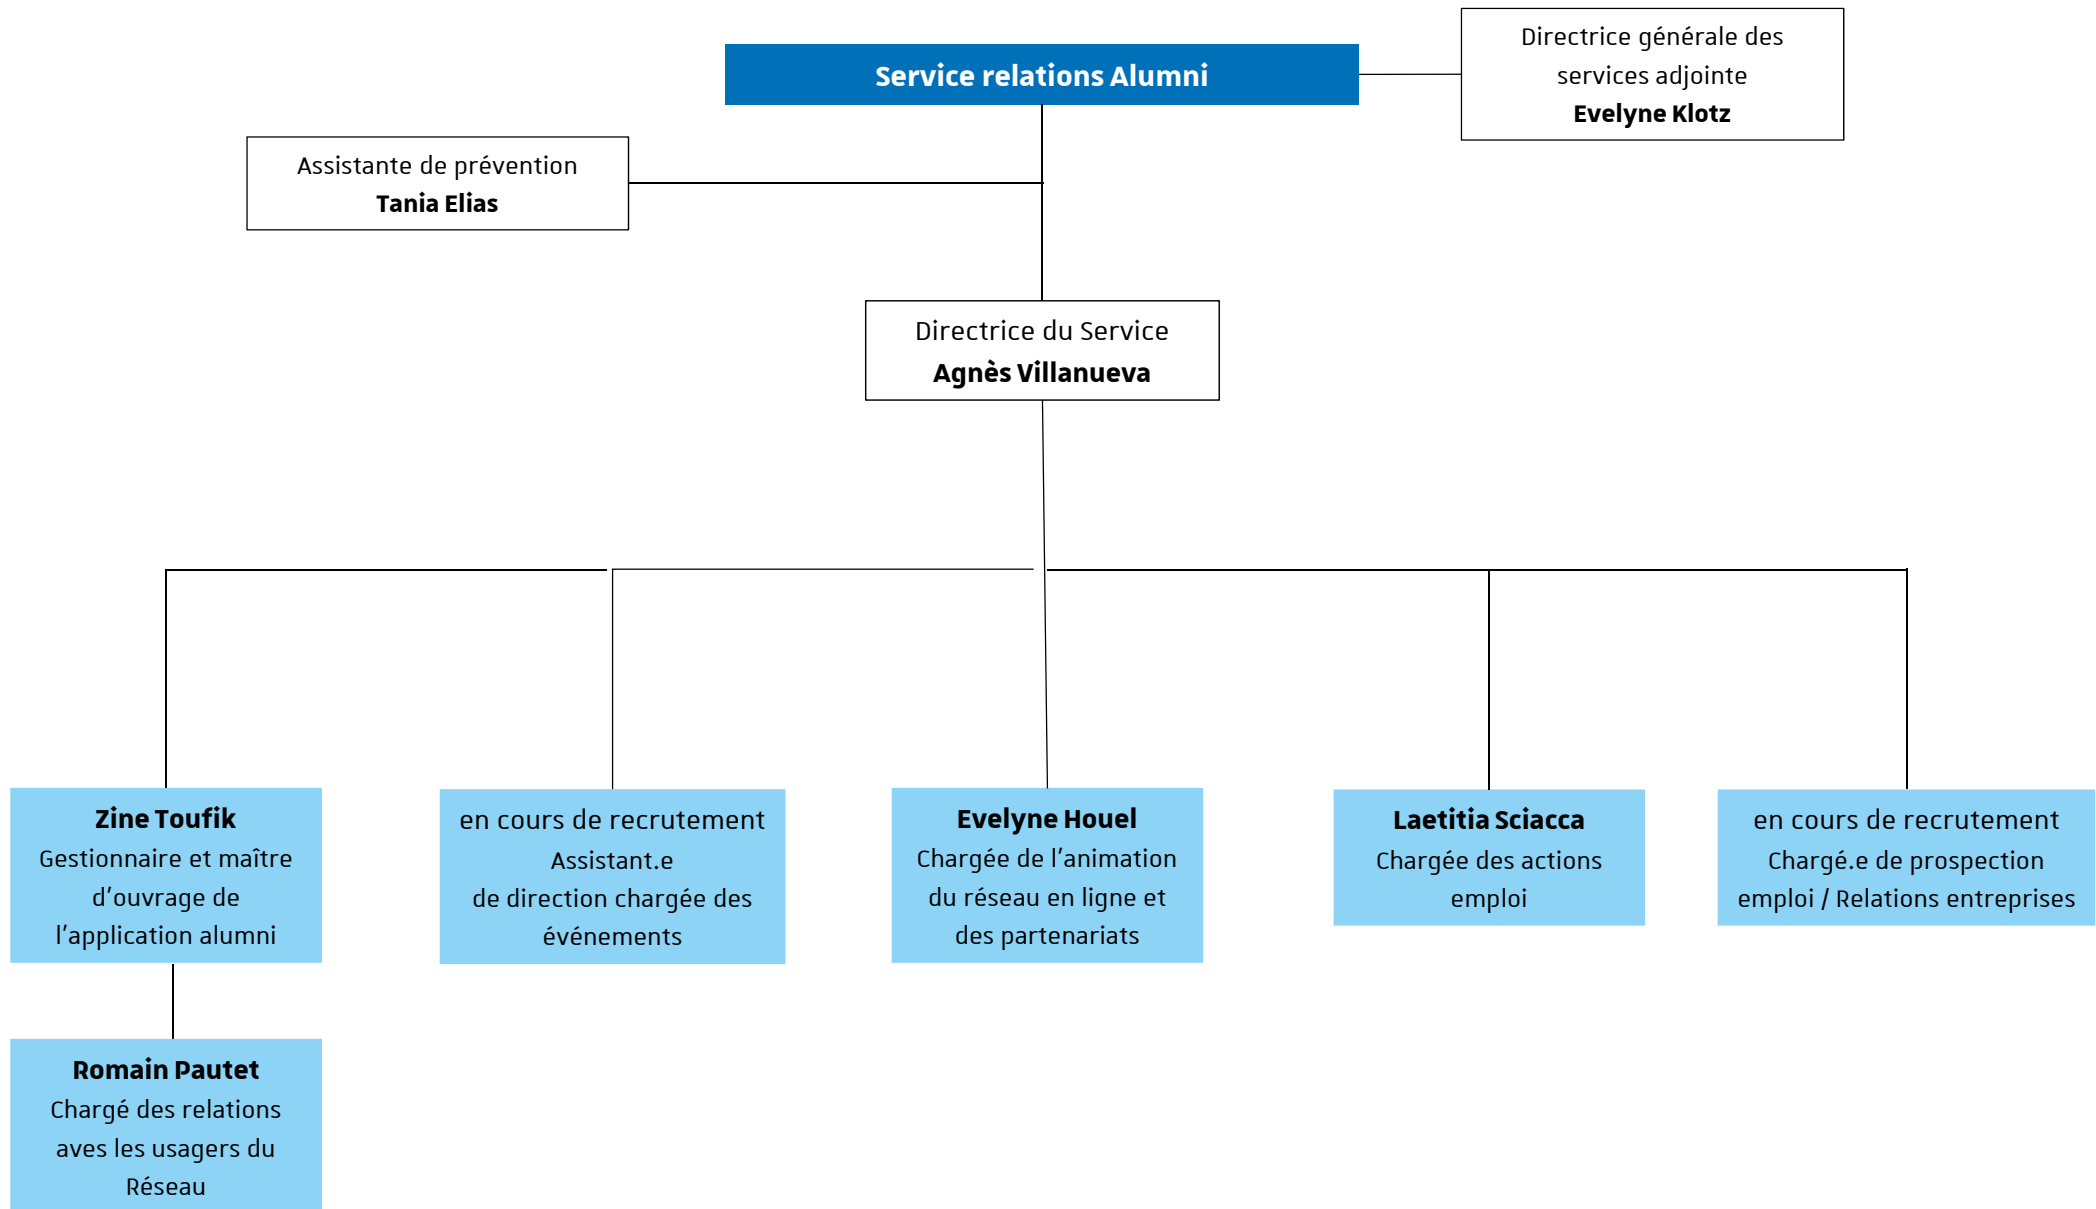 Service relations Alumni
Directrice générale des
services adjointe
Evelyne Klotz
Assistante de prévention
Tania Elias
Directrice du Service
Agnès Villanueva
Zine Toufik
Gestionnaire et maître
d'ouvrage de
l'application alumni
en cours de recrutement
Assistant.e
de direction chargée des
événements
Evelyne Houel
Chargée de l'animation
du réseau en ligne et
des partenariats
Laetitia Sciacca
Chargée des actions
emploi
en cours de recrutement
Chargé.e de prospection
emploi / Relations entreprises
Romain Pautet
Chargé des relations
aves les usagers du
Réseau